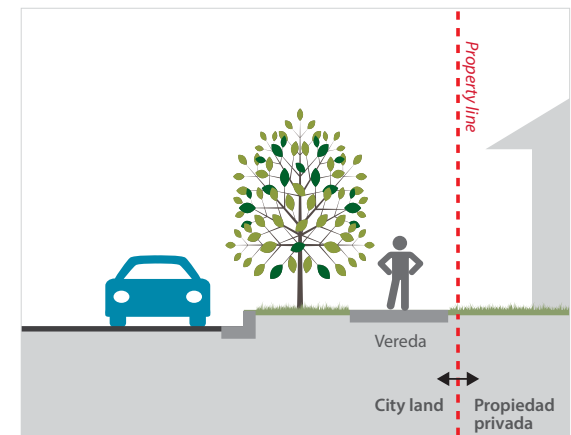 Property line
Vereda
City land
Propiedad
privada